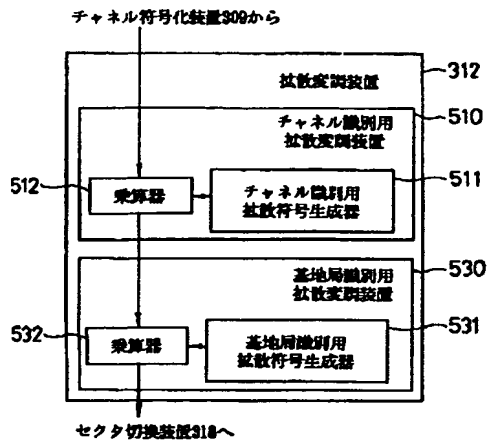 チャネル符号化装置309から
拡散変調装置
312
チャネル識別用
拡散変調装置
510
512
乗算器
チャネル識別用
拡散符号生成器
511
基地局識別用
拡散変調装置
530
532
乗算器
基地局識別用
拡散符号生成器
531
セクタ切換装置318へ